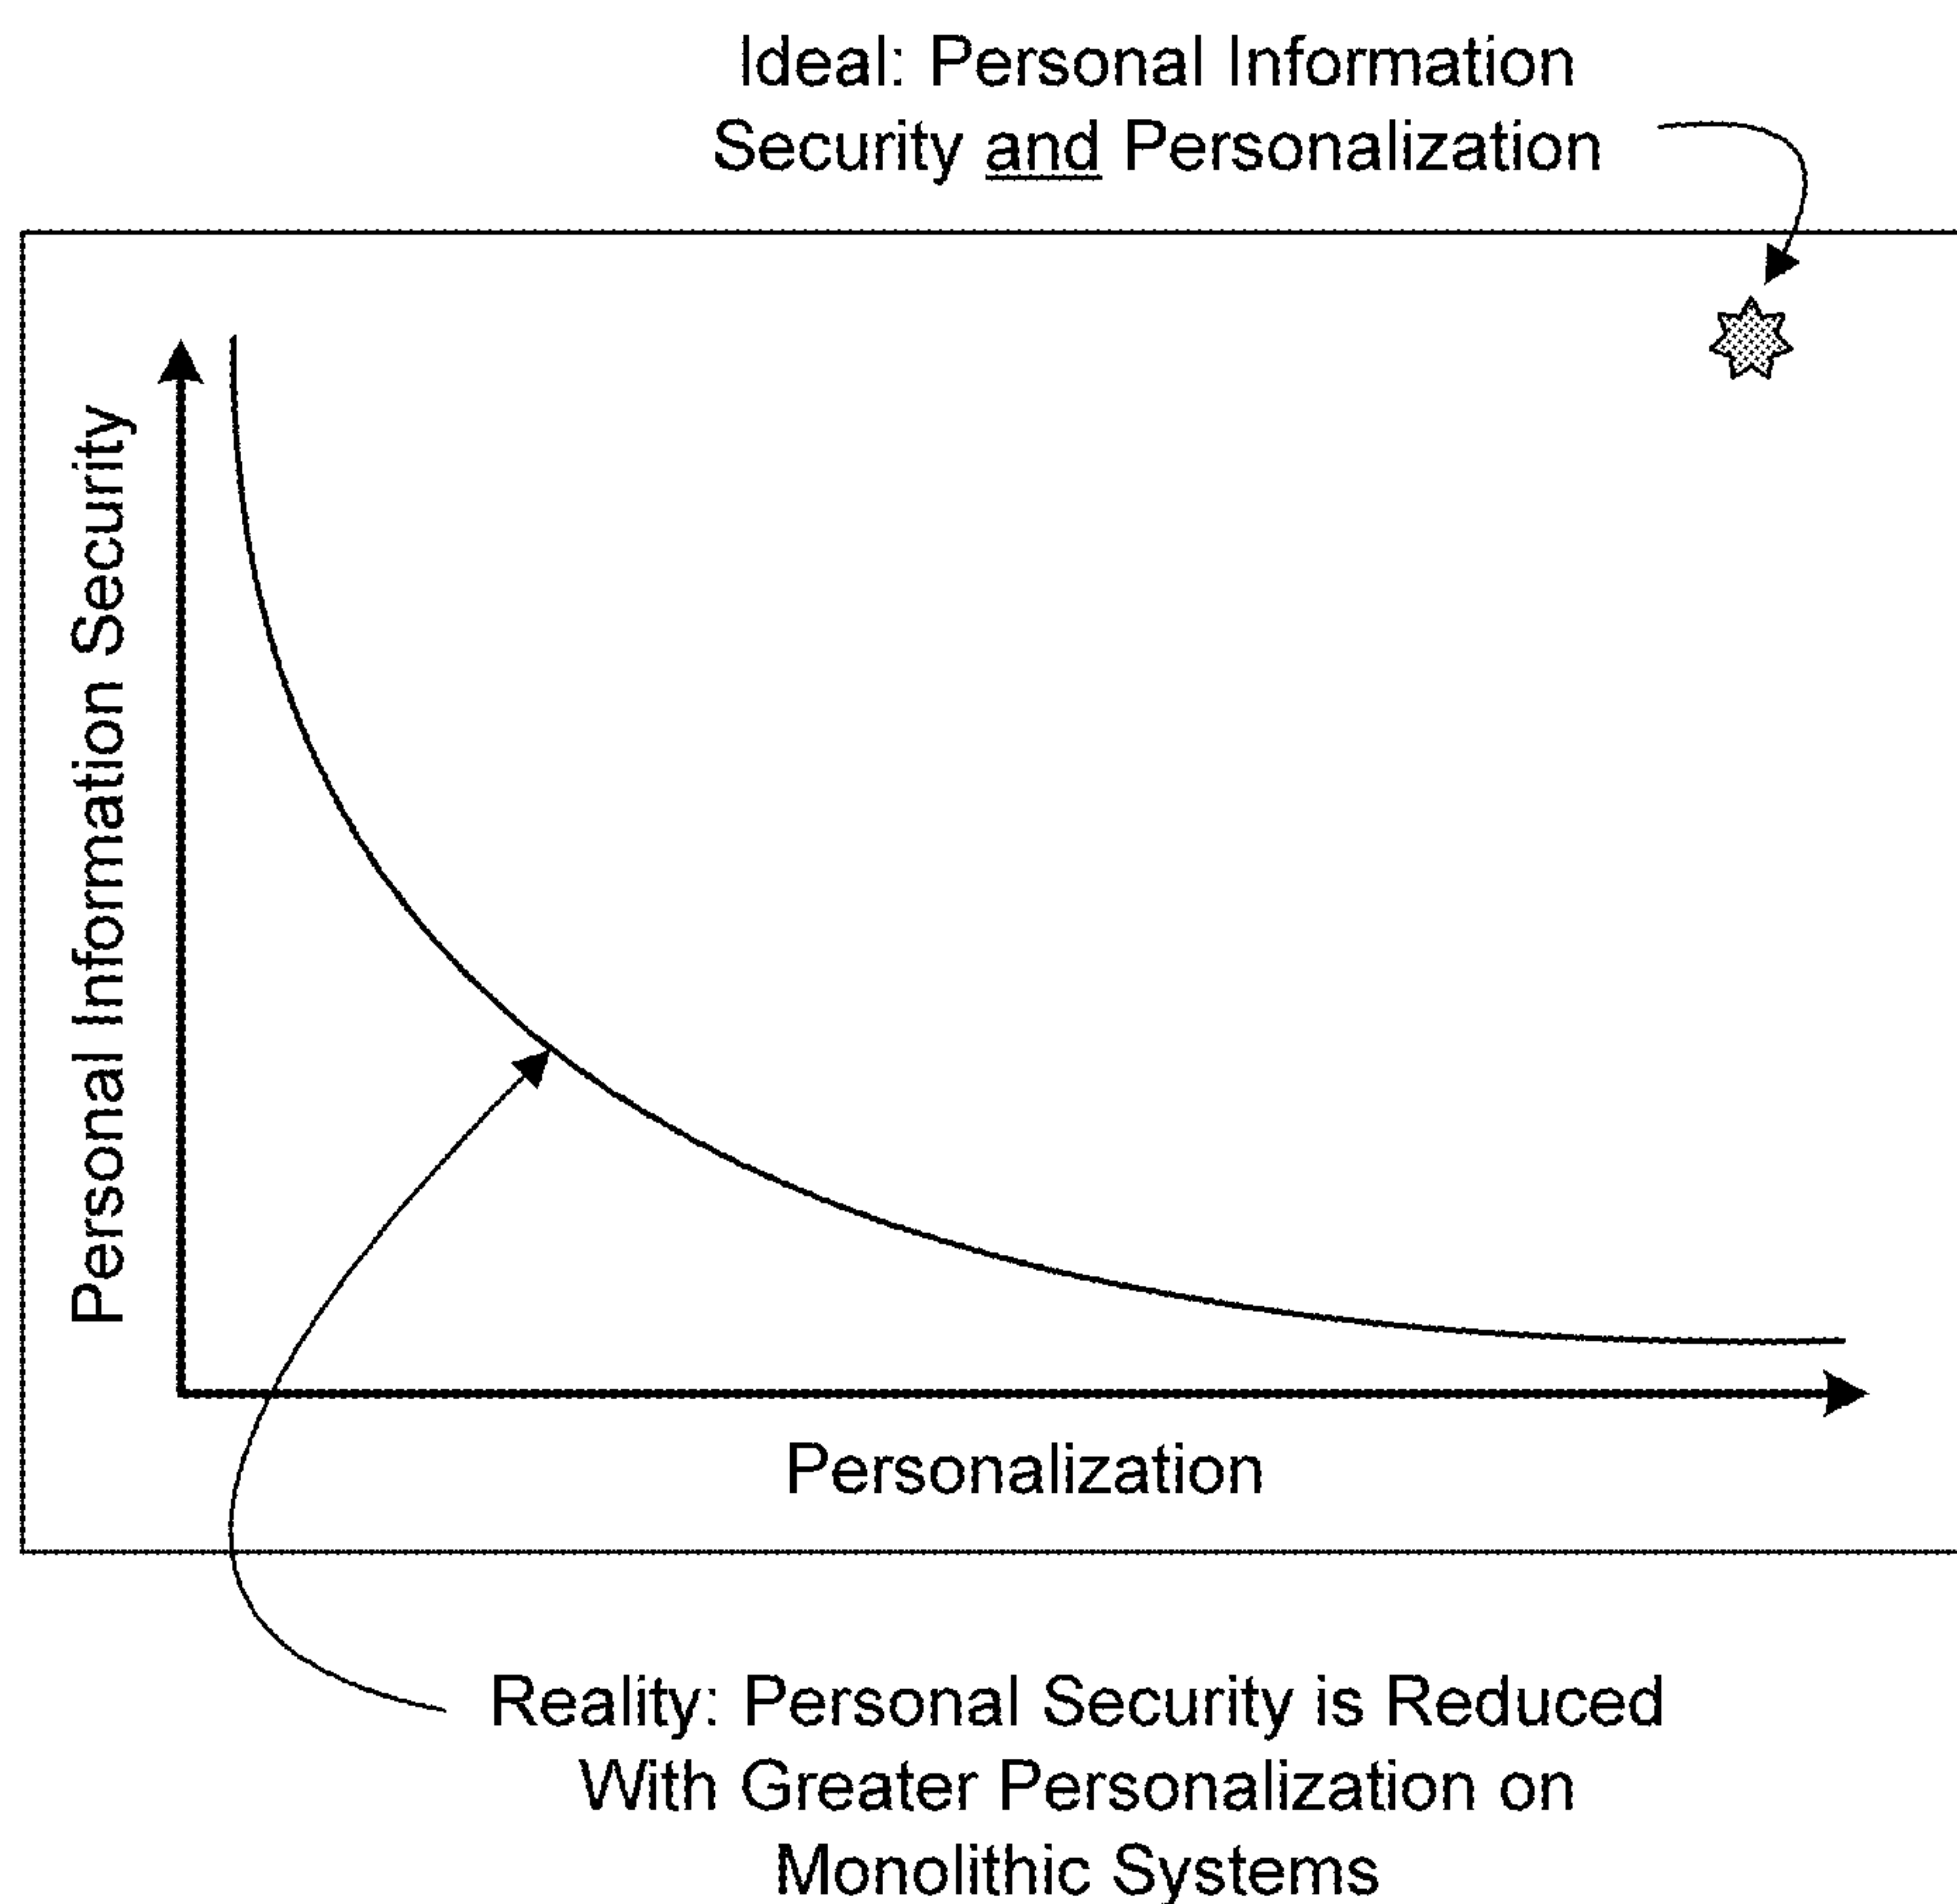 Ideal: Personal Information
Security and Personalization
Personal Information Security
Personalization
Reality: Personal Security is Reduced
With Greater Personalization on
Monolithic Systems